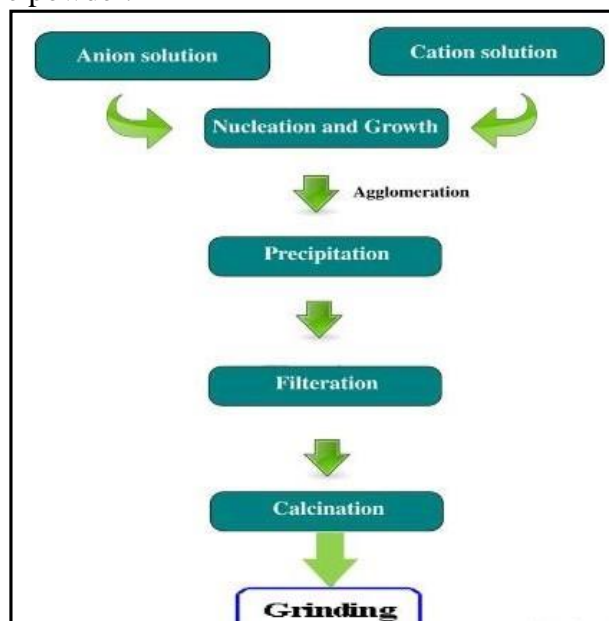 Anion solution
Cation solution
Nucleation and Growth
Agglomeration
Precipitation
Filteration
Calcination
Grinding